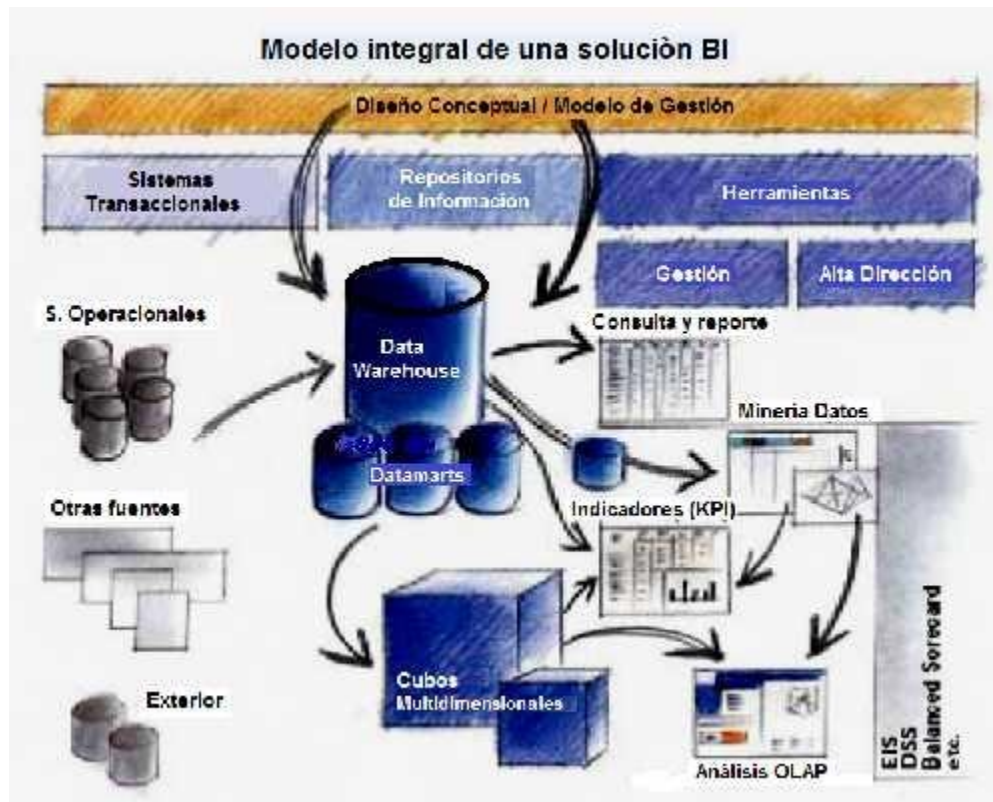 Modelo integral de una soluciòn BI
Diseño Conceptual / Modelo de Gestión
Sistemas
Transaccionales
Repositorios
de Información
Herramientas
Gestión
Alta Dirección
S. Operacionales
Data
Warehouse
Datamarts
Consulta y reporte
Mineria Datos
Otras fuentes
Indicadores (KPI)
Exterior
Cubos
Multidimensionales
Análisis OLAP
EIS
DSS
Balanced Sorecard
etc.